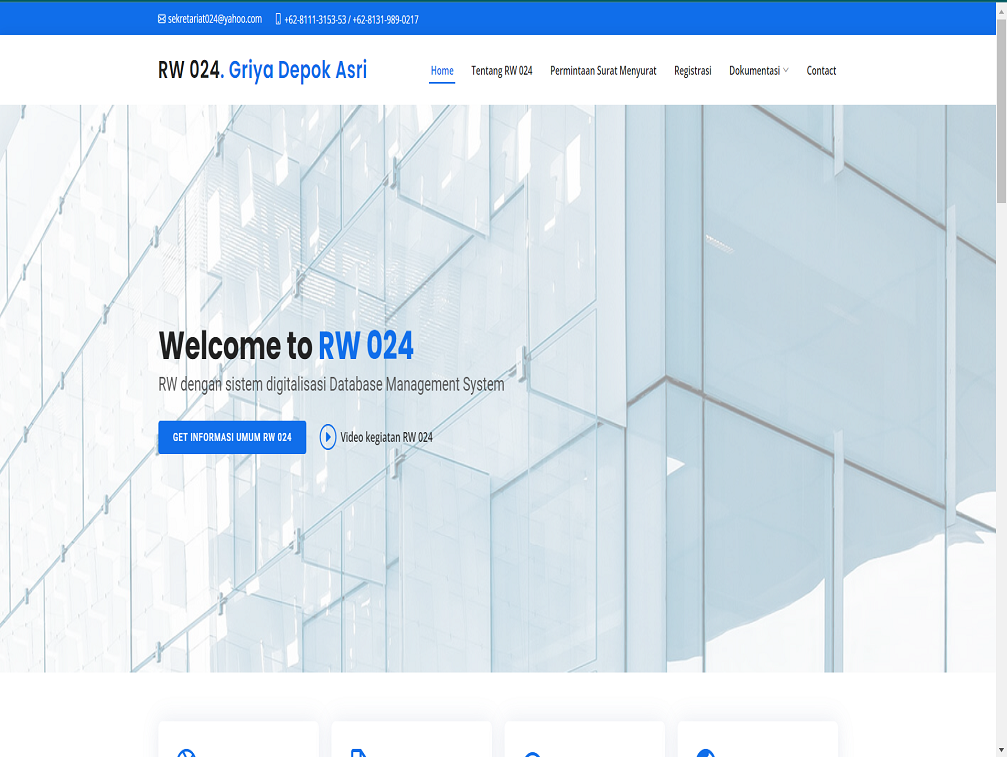 sekretariat024@yahoo.com +62-8111-3153-53 / +62-8131-989-0217
RW 024. Griya Depok Asri
Home Tentang RW 024 Permintaan Surat Menyurat Registrasi Dokumentasi Contact
Welcome to RW 024
RW dengan sistem digitalisasi Database Management System
GET INFORMASI UMUM RW 024 Video kegiatan RW 024